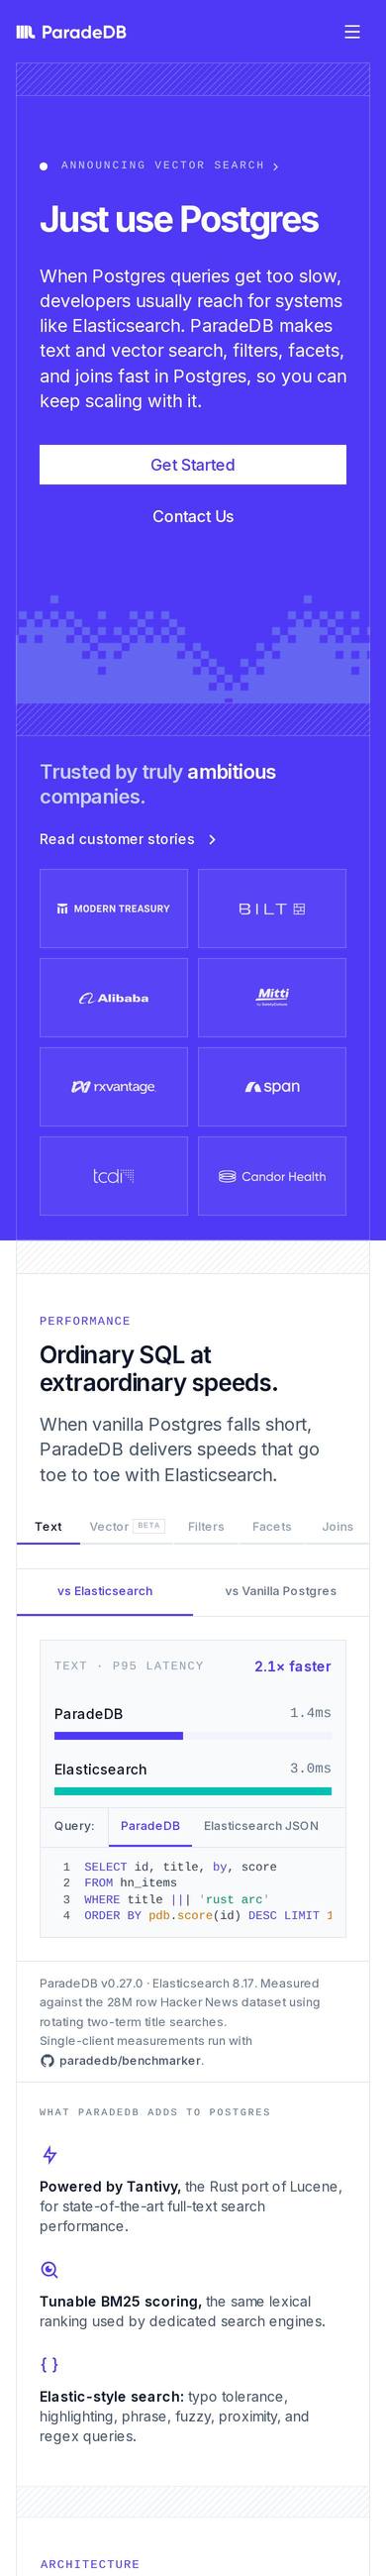 ParadeDB
ANNOUNCING VECTOR SEARCH
Just use Postgres
When Postgres queries get too slow,
developers usually reach for systems
like Elasticsearch. ParadeDB makes
text and vector search, filters, facets,
and joins fast in Postgres, so you can
keep scaling with it.
Get Started
Contact Us
Trusted by truly ambitious
companies.
Read customer stories
MODERN TREASURY
BILT
Alibaba
Mitti
rxvantage
span
tcdi
Candor Health
PERFORMANCE
Ordinary SQL at
extraordinary speeds.
When vanilla Postgres falls short,
ParadeDB delivers speeds that go
toe to toe with Elasticsearch.
Text Vector BETA Filters Facets Joins
vs Elasticsearch vs Vanilla Postgres
TEXT · P95 LATENCY 2.1× faster
ParadeDB 1.4ms
Elasticsearch 3.0ms
Query: ParadeDB Elasticsearch JSON
1 SELECT id, title, by, score
2 FROM hn_items
3 WHERE title ||| 'rust arc'
4 ORDER BY pdb.score(id) DESC LIMIT
ParadeDB v0.27.0 · Elasticsearch 8.17. Measured
against the 28M row Hacker News dataset using
rotating two-term title searches.
Single-client measurements run with
paradedb/benchmarker.
WHAT PARADEDB ADDS TO POSTGRES
Powered by Tantivy, the Rust port of Lucene,
for state-of-the-art full-text search
performance.
Tunable BM25 scoring, the same lexical
ranking used by dedicated search engines.
Elastic-style search: typo tolerance,
highlighting, phrase, fuzzy, proximity, and
regex queries.
ARCHITECTURE